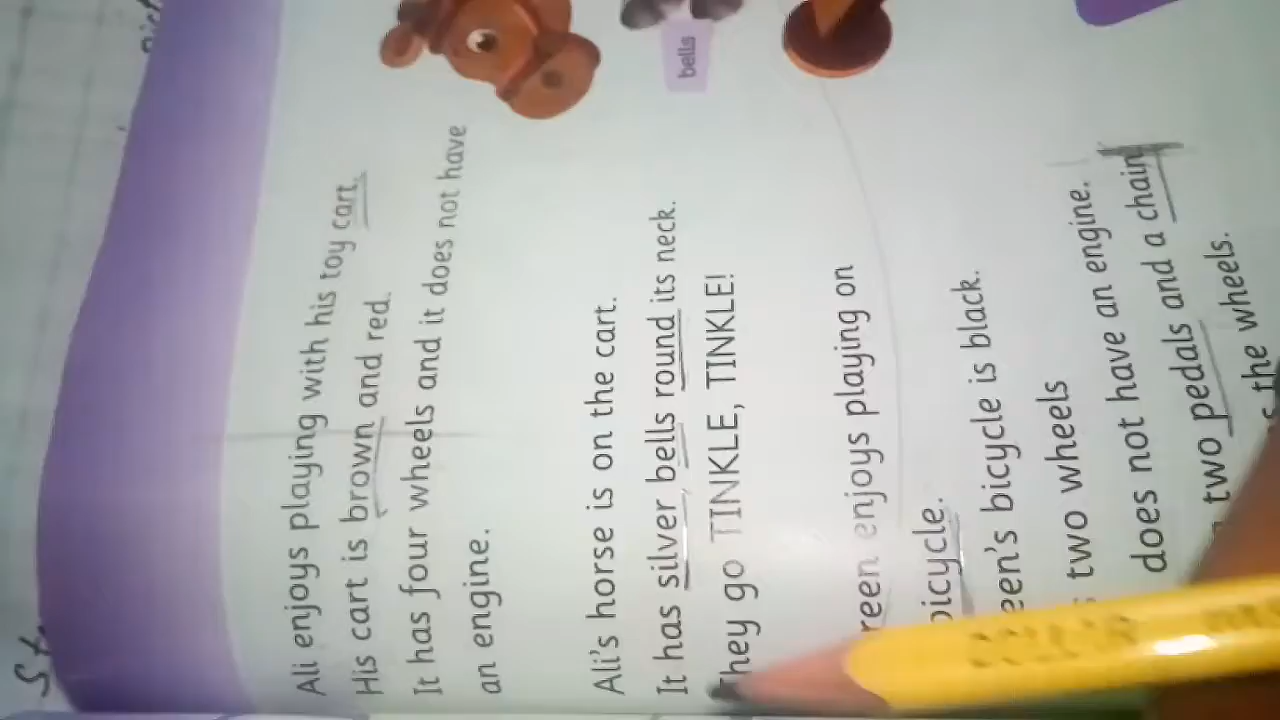 Ali enjoys playing with his toy cart.
His cart is brown and red.
It has four wheels and it does not have
an engine.
Ali's horse is on the cart.
It has silver bells round its neck.
They go TINKLE, TINKLE!
bells
enjoys playing on
bicycle.
bicycle is black.
two wheels
does not have an engine.
two pedals and a chain
the wheels.